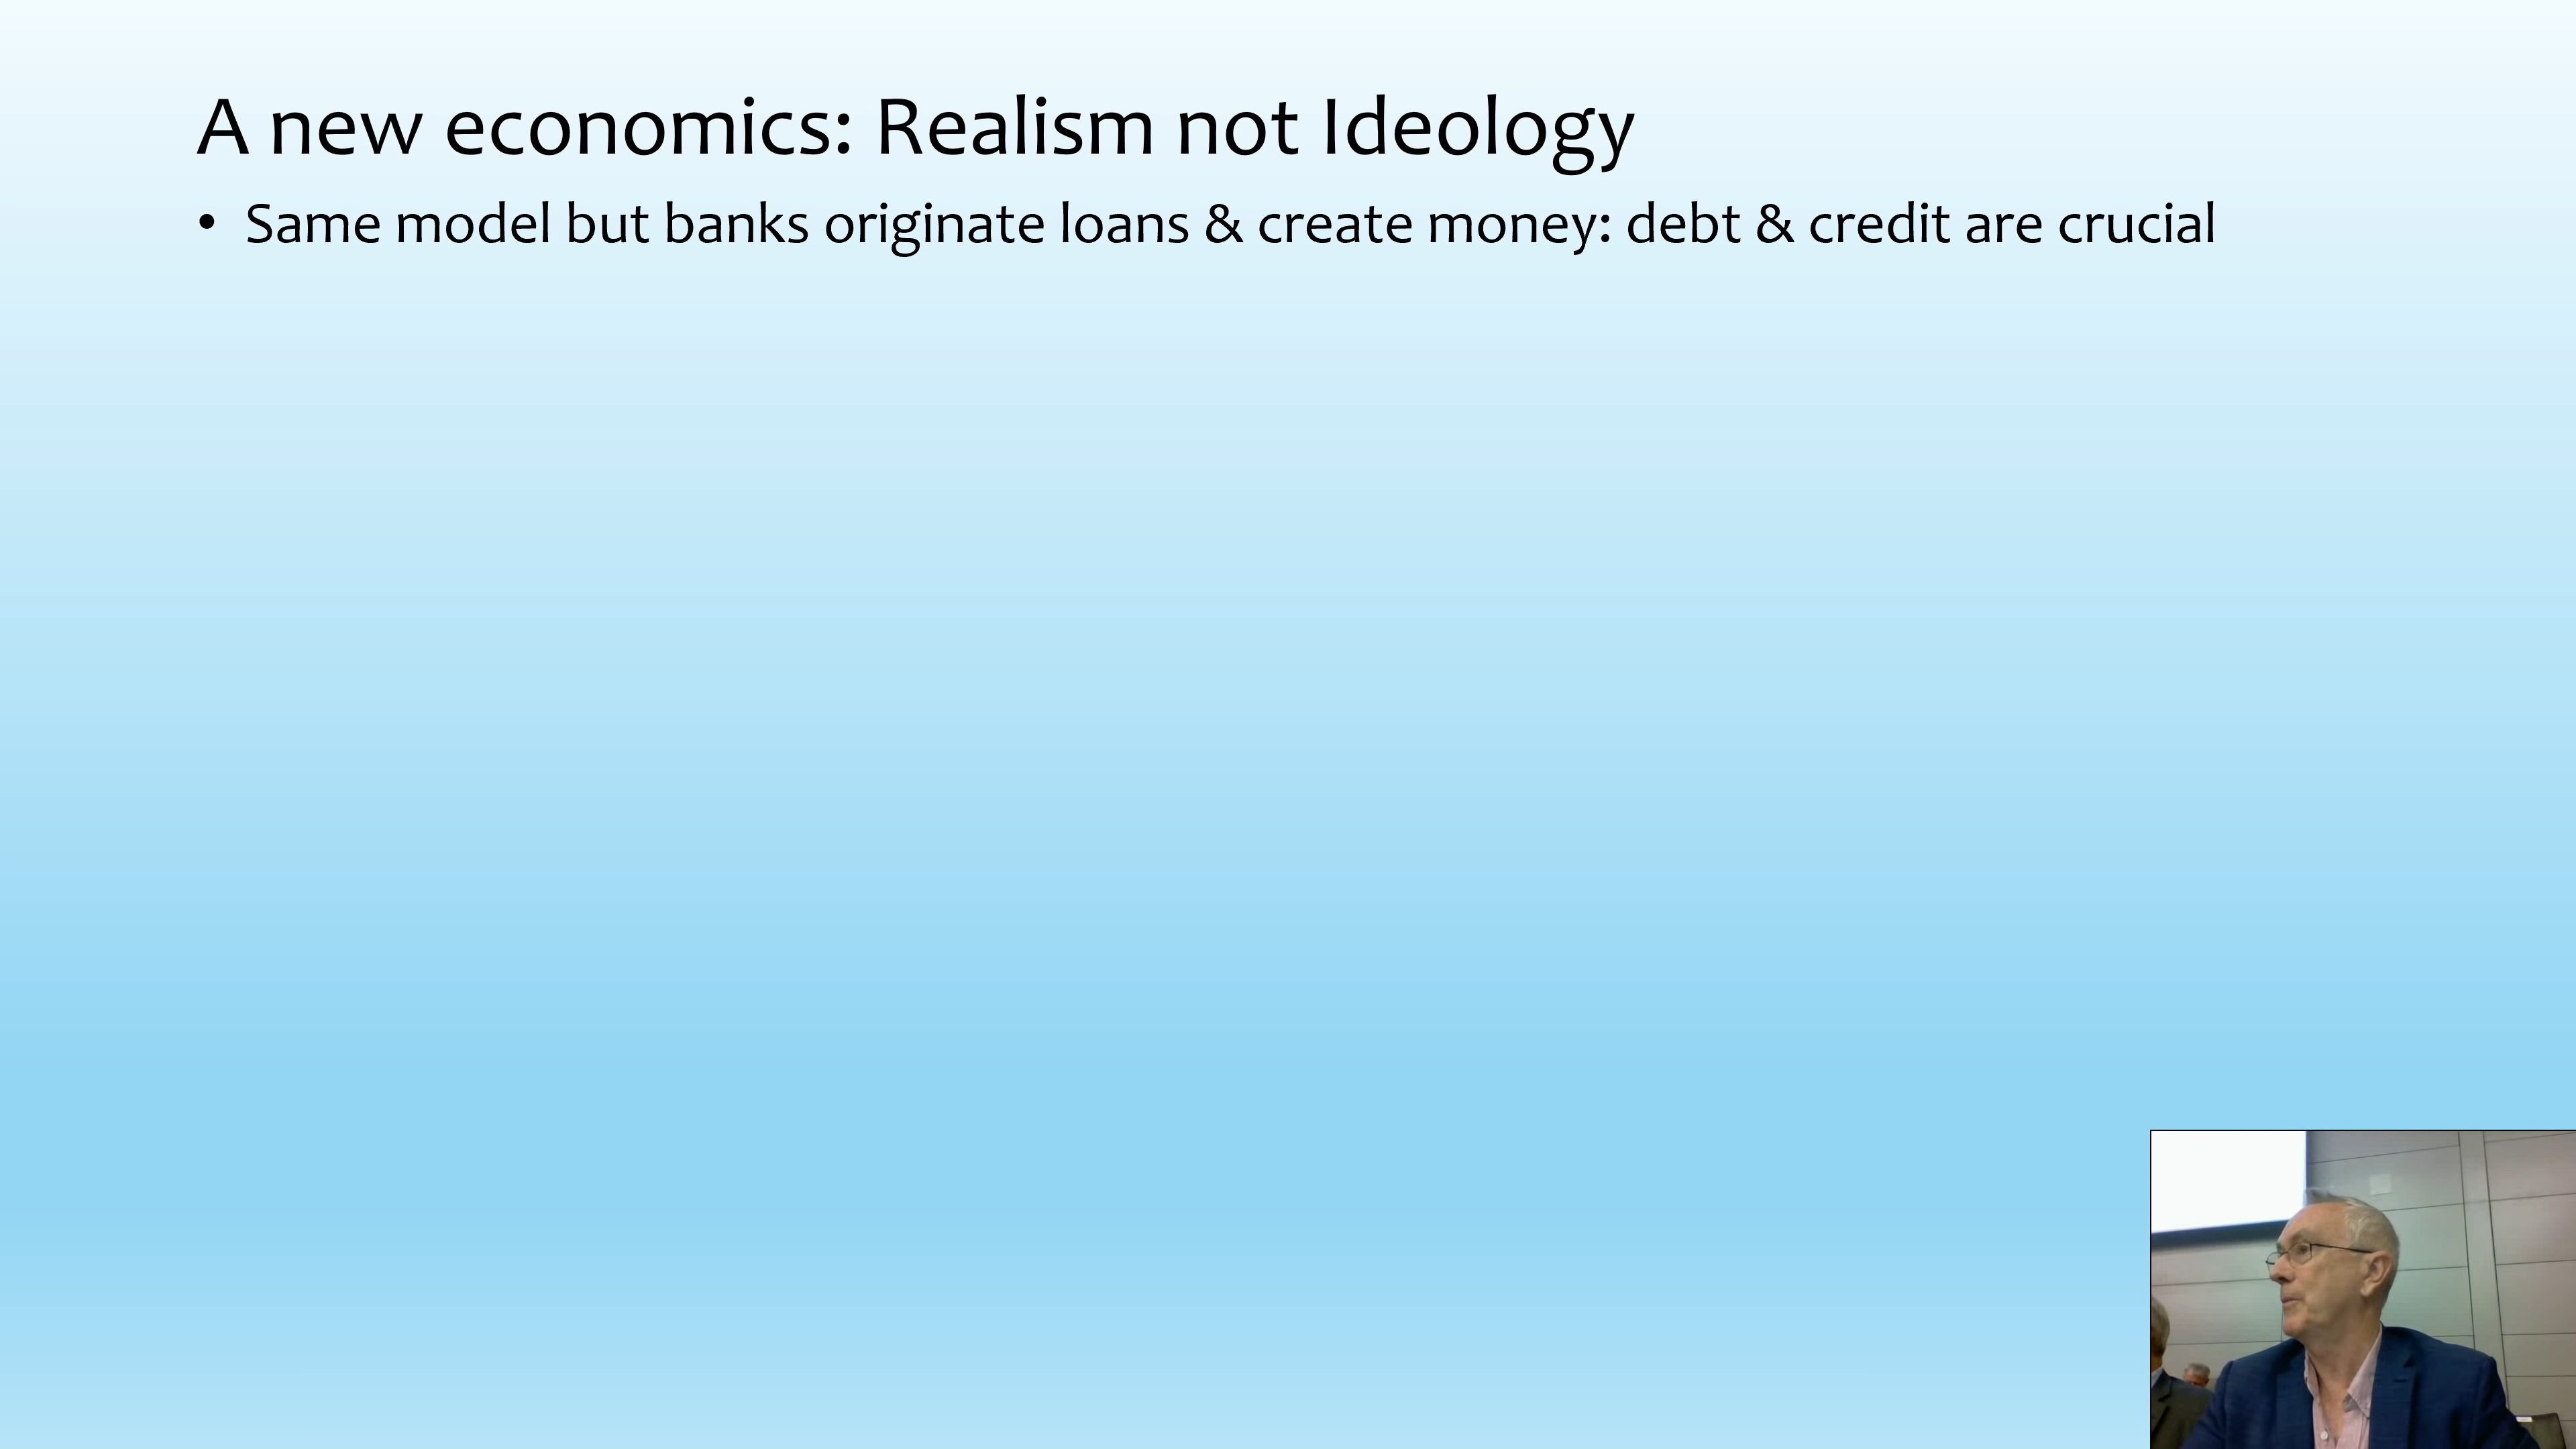 A new economics: Realism not Ideology
• Same model but banks originate loans & create money: debt & credit are crucial